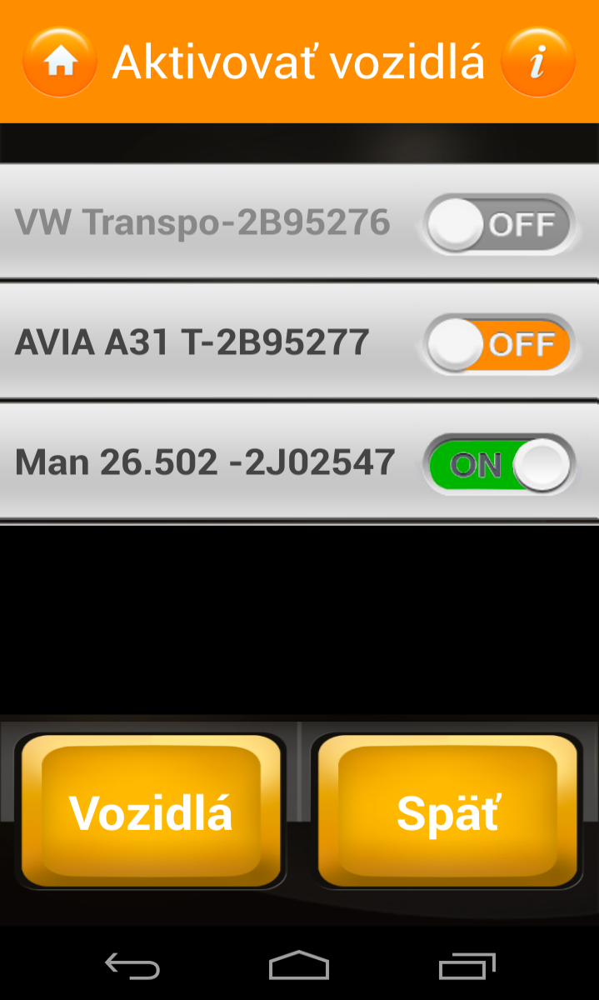 Aktivovať vozidlá
i
VW Transpo-2B95276
OFF
AVIA A31 T-2B95277
OFF
Man 26.502 -2J02547
ON
Vozidlá
Späť